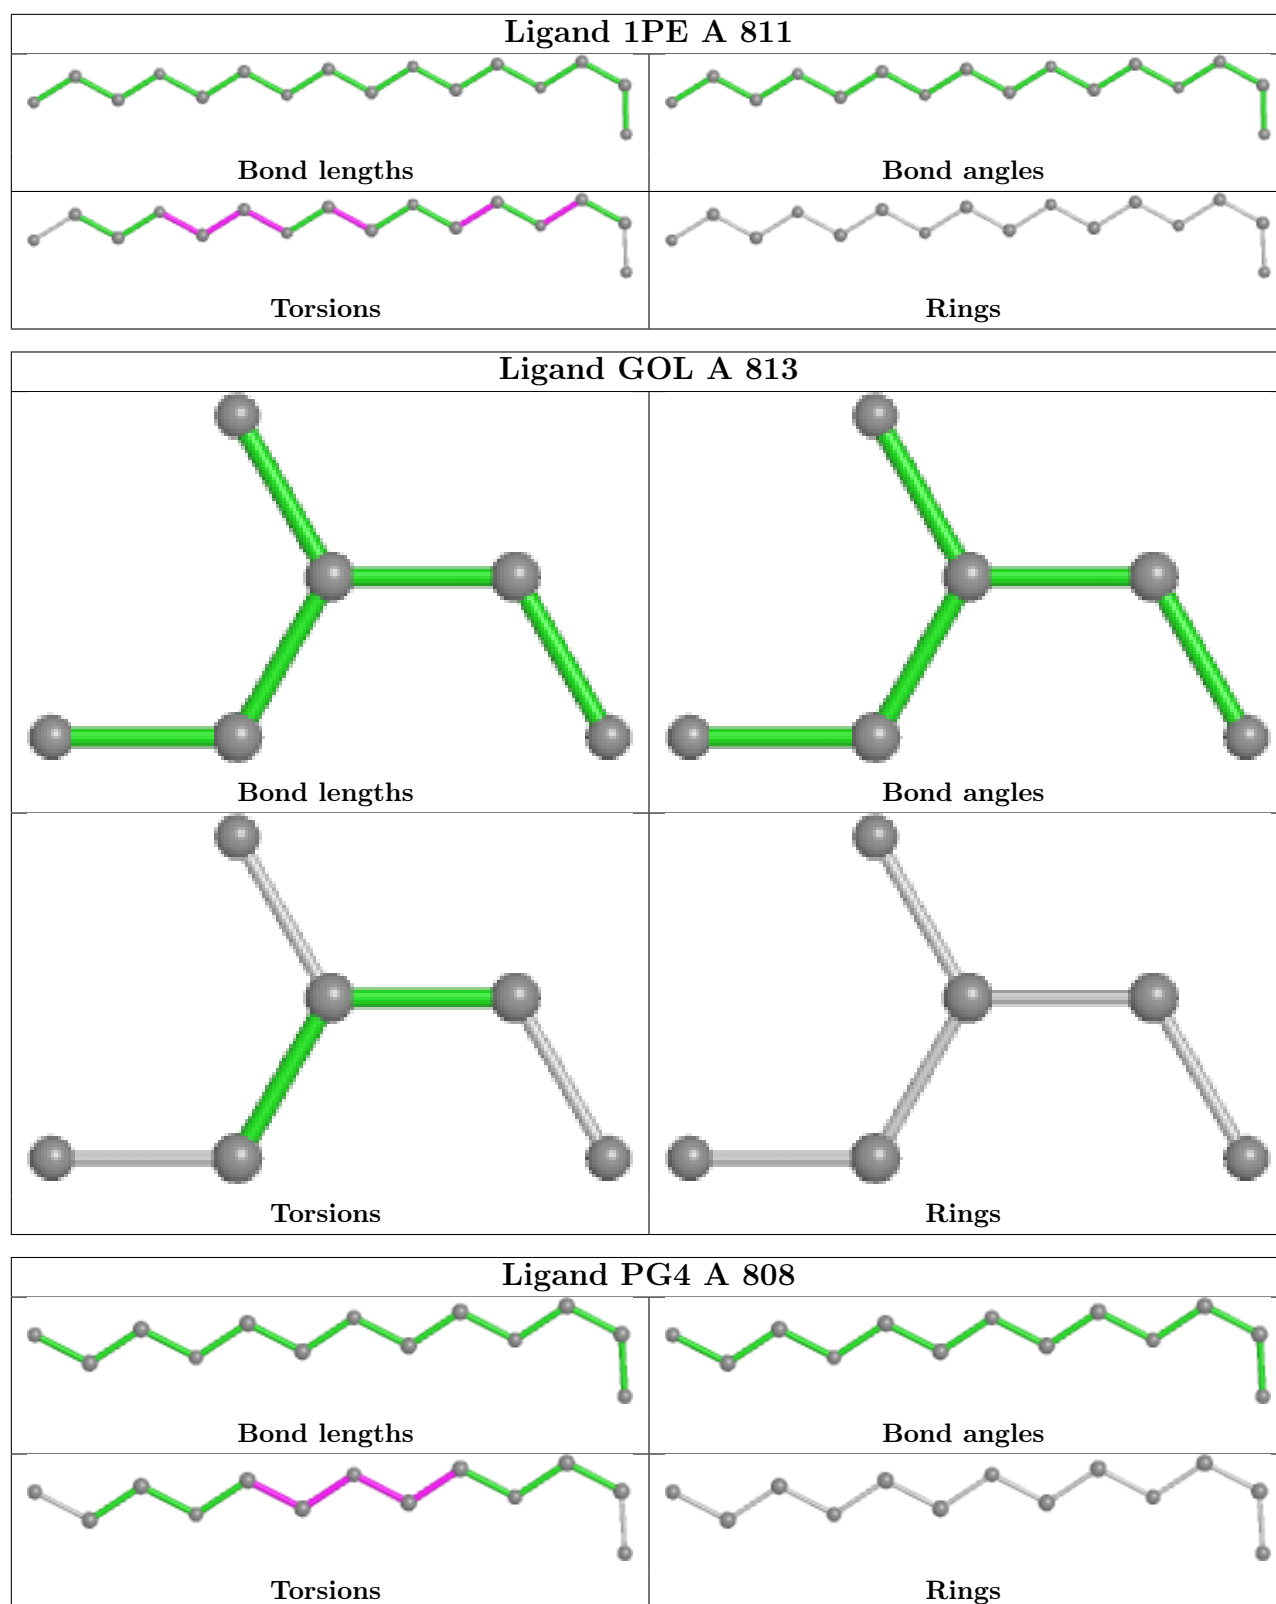 Ligand 1PE A 811
Bond lengths
Bond angles
Torsions
Rings
Ligand GOL A 813
Bond lengths
Bond angles
Torsions
Rings
Ligand PG4 A 808
Bond lengths
Bond angles
Torsions
Rings